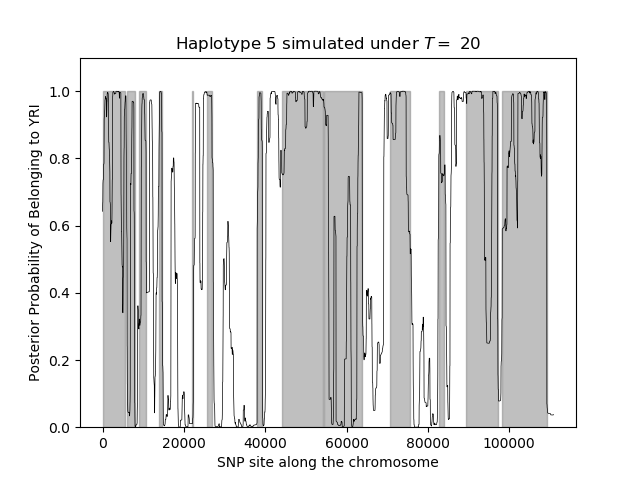 Haplotype 5 simulated under T = 20
Posterior Probability of Belonging to YRI
1.0
0.8
0.6
0.4
0.2
0.0
0 20000 40000 60000 80000 100000
SNP site along the chromosome